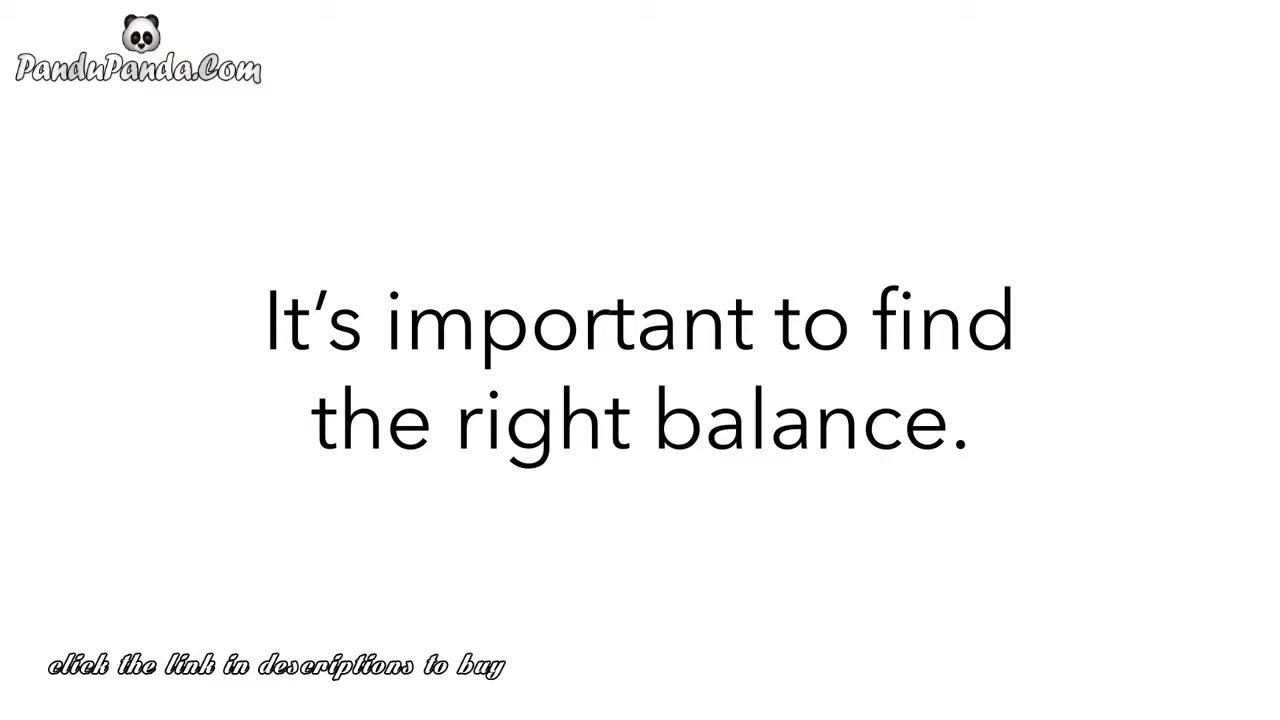 PanduPanda.Com
It’s important to find
the right balance.
click the link in descriptions to buy